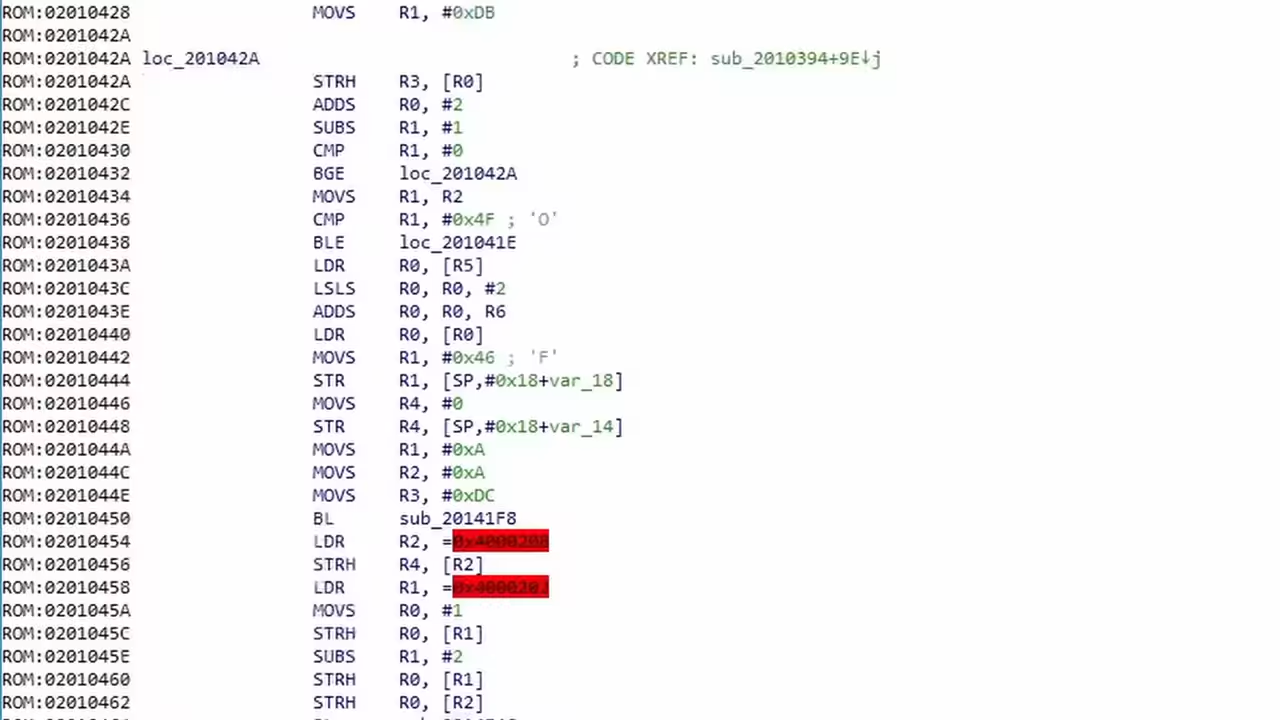 ROM:02010428 MOVS R1, #0xDB
ROM:0201042A
ROM:0201042A loc_201042A ; CODE XREF: sub_2010394+9E↓j
ROM:0201042A STRH R3, [R0]
ROM:0201042C ADDS R0, #2
ROM:0201042E SUBS R1, #1
ROM:02010430 CMP R1, #0
ROM:02010432 BGE loc_201042A
ROM:02010434 MOVS R1, R2
ROM:02010436 CMP R1, #0x4F ; 'O'
ROM:02010438 BLE loc_201041E
ROM:0201043A LDR R0, [R5]
ROM:0201043C LSLS R0, R0, #2
ROM:0201043E ADDS R0, R0, R6
ROM:02010440 LDR R0, [R0]
ROM:02010442 MOVS R1, #0x46 ; 'F'
ROM:02010444 STR R1, [SP,#0x18+var_18]
ROM:02010446 MOVS R4, #0
ROM:02010448 STR R4, [SP,#0x18+var_14]
ROM:0201044A MOVS R1, #0xA
ROM:0201044C MOVS R2, #0xA
ROM:0201044E MOVS R3, #0xDC
ROM:02010450 BL sub_20141F8
ROM:02010454 LDR R2, =0x4000208
ROM:02010456 STRH R4, [R2]
ROM:02010458 LDR R1, =
ROM:0201045A MOVS R0, #1
ROM:0201045C STRH R0, [R1]
ROM:0201045E SUBS R1, #2
ROM:02010460 STRH R0, [R1]
ROM:02010462 STRH R0, [R2]